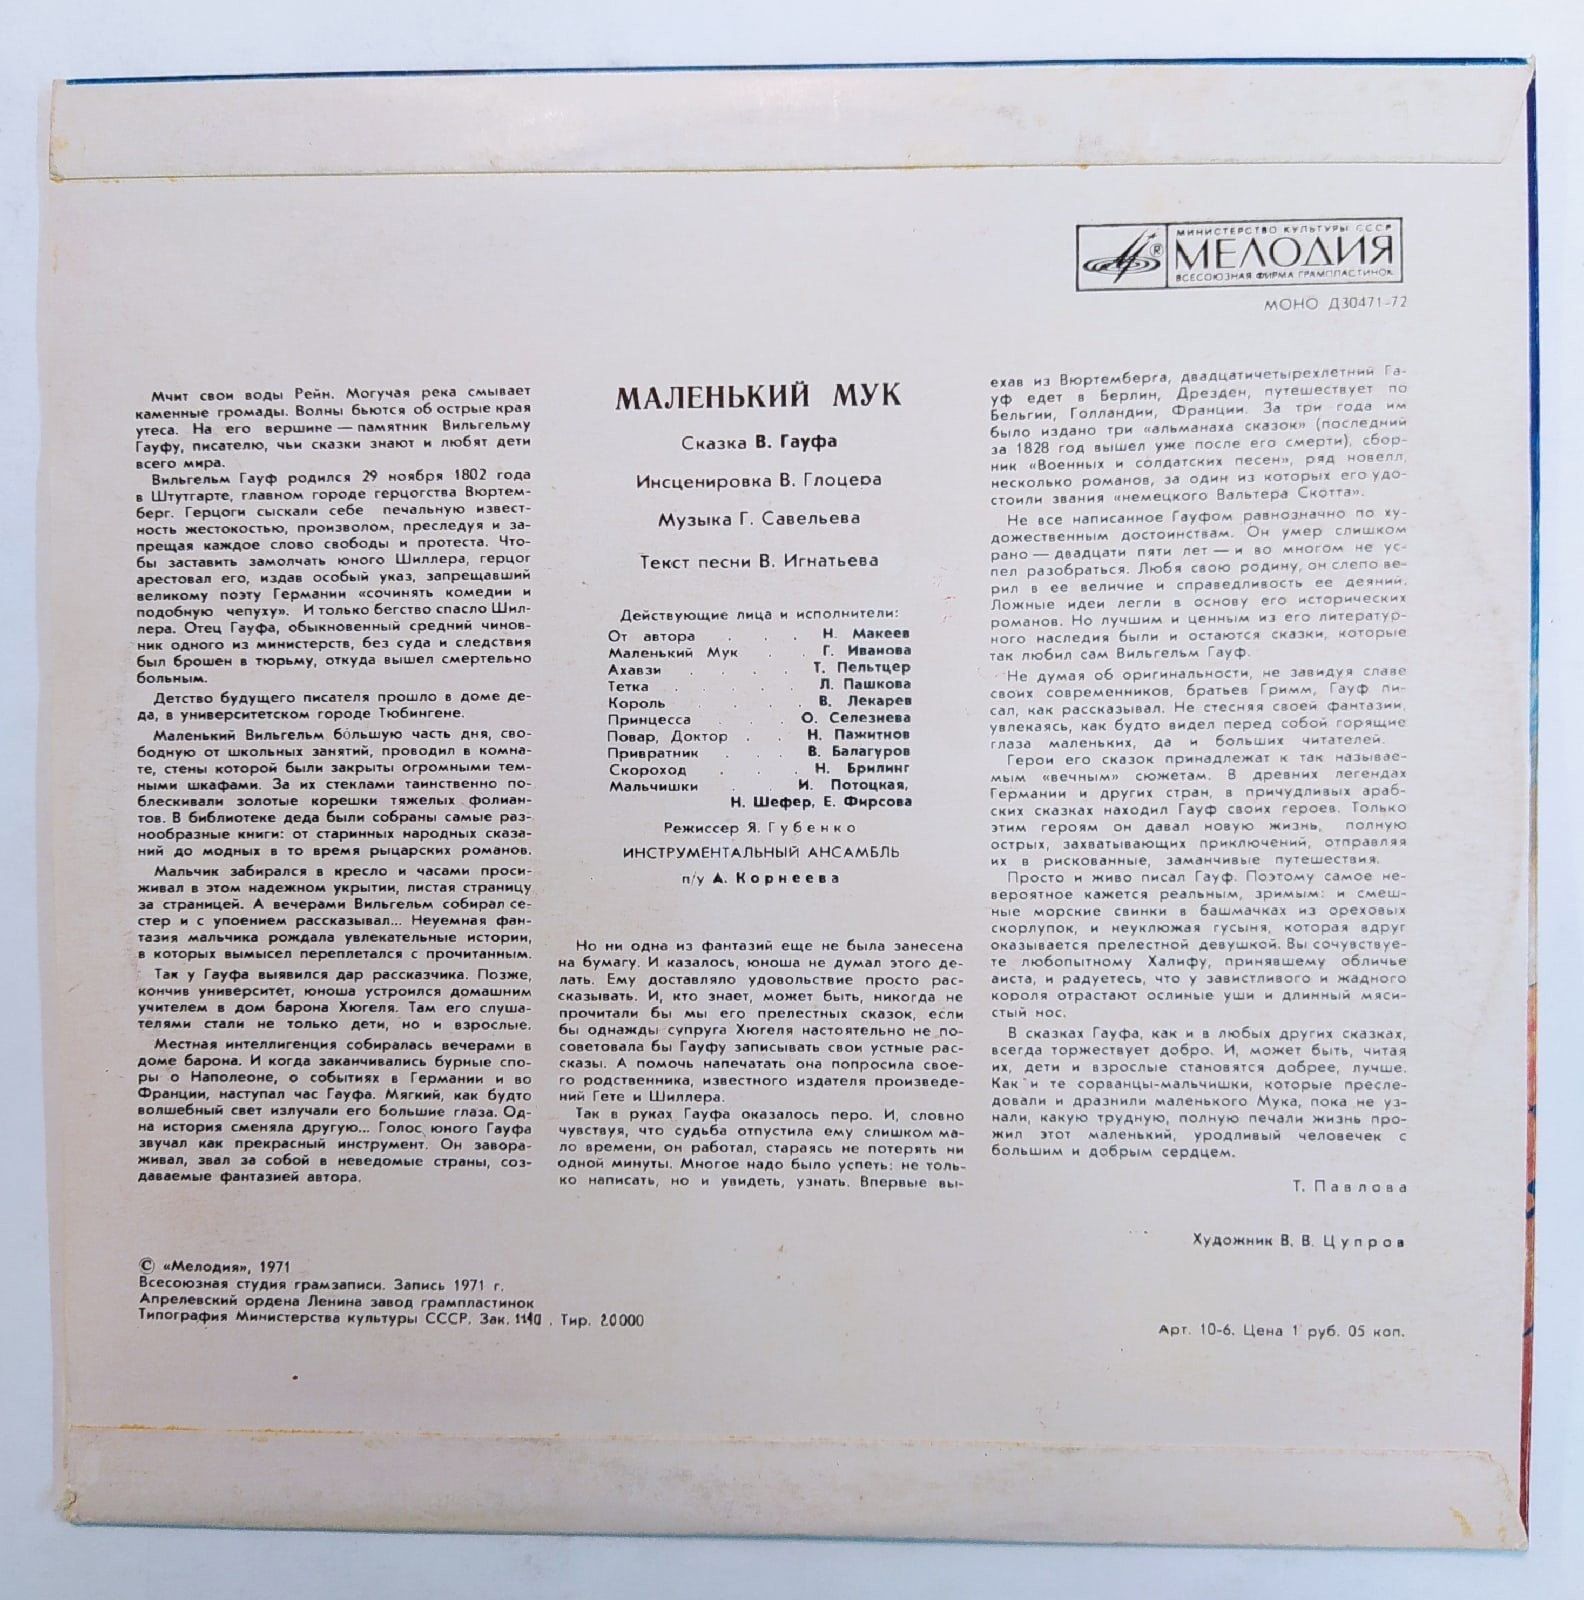 МИНИСТЕРСТВО КУЛЬТУРЫ СССР
МЕЛОДИЯ
ВСЕСОЮЗНАЯ ФИРМА ГРАМПЛАСТИНОК
МОНО Д30471-72
Мчит свои воды Рейн. Могучая река смывает
каменные громады. Волны бьются об острые края
утеса. На его вершине — памятник Вильгельму
Гауфу, писателю, чьи сказки знают и любят дети
всего мира.
Вильгельм Гауф родился 29 ноября 1802 года
в Штутгарте, главном городе герцогства Вюртем-
берг. Герцоги сыскали себе печальную извест-
ность жестокостью, произволом, преследуя и за-
прещая каждое слово свободы и протеста. Что-
бы заставить замолчать юного Шиллера, герцог
арестовал его, издав особый указ, запрещавший
великому поэту Германии «сочинять комедии и
подобную чепуху». И только бегство спасло Шил-
лера. Отец Гауфа, обыкновенный средний чинов-
ник одного из министерств, без суда и следствия
был брошен в тюрьму, откуда вышел смертельно
больным.
Детство будущего писателя прошло в доме де-
да, в университетском городе Тюбингене.
Маленький Вильгельм бо́льшую часть дня, сво-
бодную от школьных занятий, проводил в комна-
те, стены которой были закрыты огромными тем-
ными шкафами. За их стеклами таинственно по-
блескивали золотые корешки тяжелых фолиан-
тов. В библиотеке деда были собраны самые раз-
нообразные книги: от старинных народных сказа-
ний до модных в то время рыцарских романов.
Мальчик забирался в кресло и часами проси-
живал в этом надежном укрытии, листая страницу
за страницей. А вечерами Вильгельм собирал се-
стер и с упоением рассказывал... Неуемная фан-
тазия мальчика рождала увлекательные истории,
в которых вымысел переплетался с прочитанным.
Так у Гауфа выявился дар рассказчика. Позже,
кончив университет, юноша устроился домашним
учителем в дом барона Хюгеля. Там его слуша-
телями стали не только дети, но и взрослые.
Местная интеллигенция собиралась вечерами в
доме барона. И когда заканчивались бурные спо-
ры о Наполеоне, о событиях в Германии и во
Франции, наступал час Гауфа. Мягкий, как будто
волшебный свет излучали его большие глаза. Од-
на история сменяла другую... Голос юного Гауфа
звучал как прекрасный инструмент. Он завора-
живал, звал за собой в неведомые страны, соз-
даваемые фантазией автора.
МАЛЕНЬКИЙ МУК
Сказка В. Гауфа
Инсценировка В. Глоцера
Музыка Г. Савельева
Текст песни В. Игнатьева
Действующие лица и исполнители:
От автора . . . Н. Макеев
Маленький Мук . . Г. Иванова
Ахавзи . . . . Т. Пельтцер
Тетка . . . . Л. Пашкова
Король . . . . В. Лекарев
Принцесса . . . О. Селезнева
Повар, Доктор . . Н. Пажитнов
Привратник . . . В. Балагуров
Скороход . . . Н. Брилинг
Мальчишки . . . И. Потоцкая,
Н. Шефер, Е. Фирсова
Режиссер Я. Губенко
ИНСТРУМЕНТАЛЬНЫЙ АНСАМБЛЬ
п/у А. Корнеева
Но ни одна из фантазий еще не была занесена
на бумагу. И казалось, юноша не думал этого де-
лать. Ему доставляло удовольствие просто рас-
сказывать. И, кто знает, может быть, никогда не
прочитали бы мы его прелестных сказок, если
бы однажды супруга Хюгеля настоятельно не по-
советовала бы Гауфу записывать свои устные рас-
сказы. А помочь напечатать она попросила свое-
го родственника, известного издателя произведе-
ний Гете и Шиллера.
Так в руках Гауфа оказалось перо. И, словно
чувствуя, что судьба отпустила ему слишком ма-
ло времени, он работал, стараясь не потерять ни
одной минуты. Многое надо было успеть: не толь-
ко написать, но и увидеть, узнать. Впервые вы-
ехав из Вюртемберга, двадцатичетырехлетний Га-
уф едет в Берлин, Дрезден, путешествует по
Бельгии, Голландии, Франции. За три года им
было издано три «альманаха сказок» (последний
за 1828 год вышел уже после его смерти), сбор-
ник «Военных и солдатских песен», ряд новелл,
несколько романов, за один из которых его удо-
стоили звания «немецкого Вальтера Скотта».
Не все написанное Гауфом равнозначно по ху-
дожественным достоинствам. Он умер слишком
рано — двадцати пяти лет — и во многом не ус-
пел разобраться. Любя свою родину, он слепо ве-
рил в ее величие и справедливость ее деяний.
Ложные идеи легли в основу его исторических
романов. Но лучшим и ценным из его литератур-
ного наследия были и остаются сказки, которые
так любил сам Вильгельм Гауф.
Не думая об оригинальности, не завидуя славе
своих современников, братьев Гримм, Гауф пи-
сал, как рассказывал. Не стесняя своей фантазии,
увлекаясь, как будто видел перед собой горящие
глаза маленьких, да и больших читателей.
Герои его сказок принадлежат к так называе-
мым «вечным» сюжетам. В древних легендах
Германии и других стран, в причудливых араб-
ских сказках находил Гауф своих героев. Только
этим героям он давал новую жизнь, полную
острых, захватывающих приключений, отправляя
их в рискованные, заманчивые путешествия.
Просто и живо писал Гауф. Поэтому самое не-
вероятное кажется реальным, зримым: и смеш-
ные морские свинки в башмачках из ореховых
скорлупок, и неуклюжая гусыня, которая вдруг
оказывается прелестной девушкой. Вы сочувствуе-
те любопытному Халифу, принявшему обличье
аиста, и радуетесь, что у завистливого и жадного
короля отрастают ослиные уши и длинный мяси-
стый нос.
В сказках Гауфа, как и в любых других сказках,
всегда торжествует добро. И, может быть, читая
их, дети и взрослые становятся добрее, лучше.
Как и те сорванцы-мальчишки, которые пресле-
довали и дразнили маленького Мука, пока не уз-
нали, какую трудную, полную печали жизнь про-
жил этот маленький, уродливый человечек с
большим и добрым сердцем.
Т. Павлова
Художник В. В. Цупров
© «Мелодия», 1971
Всесоюзная студия грамзаписи. Запись 1971 г.
Апрелевский ордена Ленина завод грампластинок
Типография Министерства культуры СССР. Зак. . Тир. 20000
Арт. 10-6. Цена 1 руб. 05 коп.